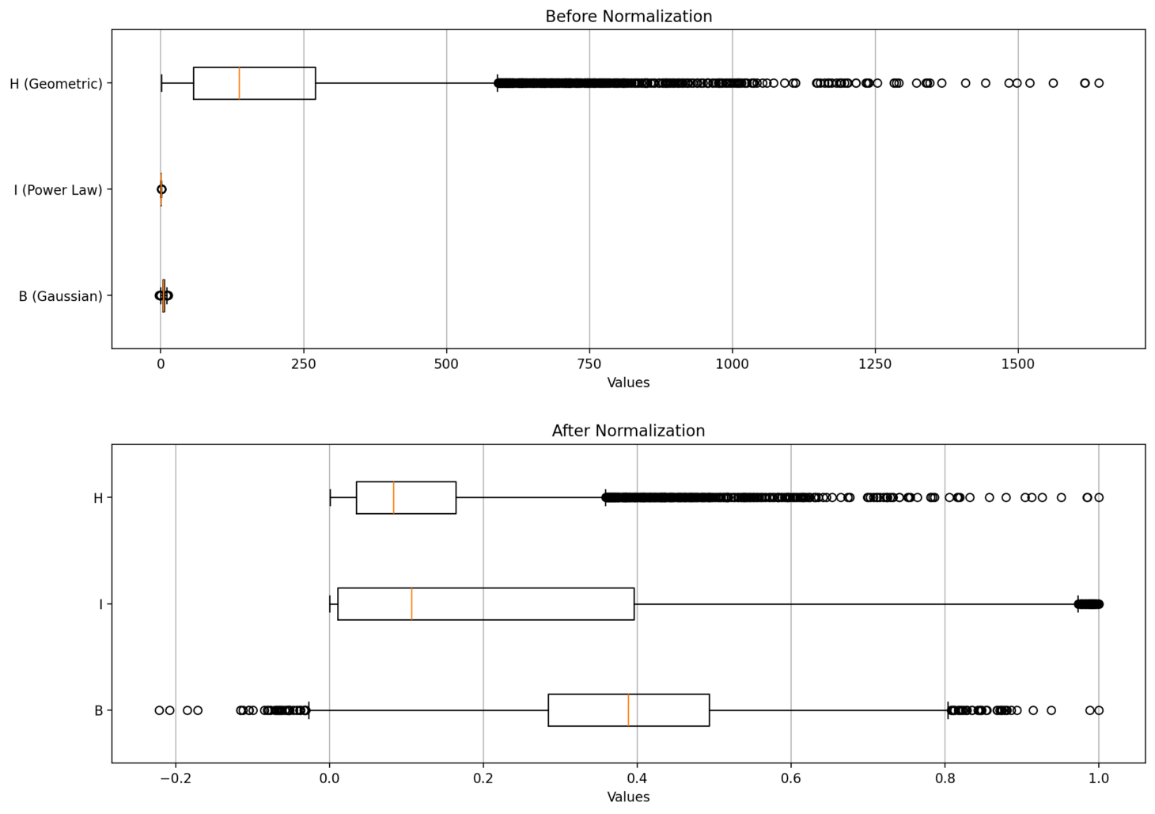 Before Normalization
H (Geometric)
I (Power Law)
B (Gaussian)
0 250 500 750 1000 1250 1500
Values
After Normalization
H
I
B
−0.2 0.0 0.2 0.4 0.6 0.8 1.0
Values